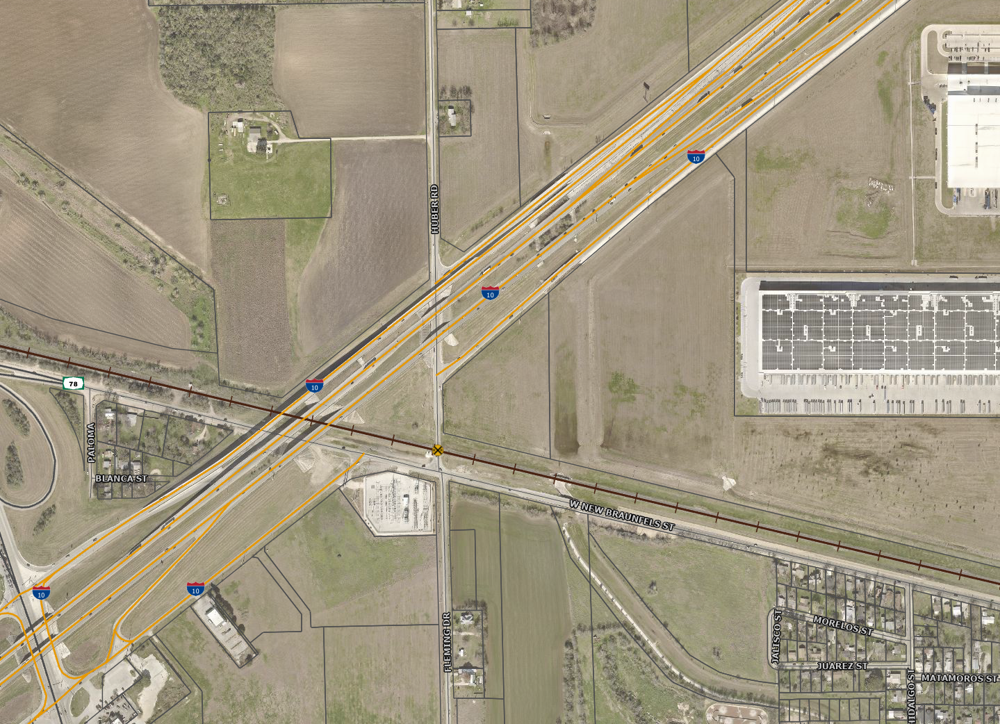 10
HUBER RD
10
10
78
PALOMA
BLANCA ST
W NEW BRAUNFELS ST
10
10
FLEMING DR
JALISCO ST
MORELOS ST
JUAREZ ST
HIDALGO ST
MATAMOROS ST